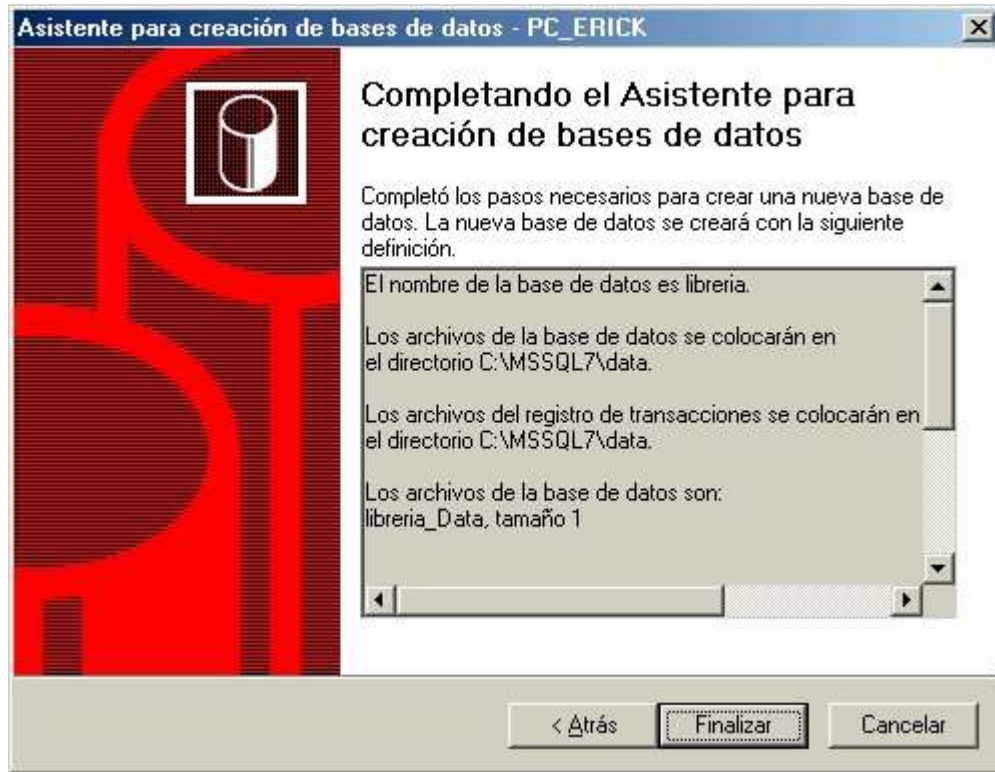 Asistente para creación de bases de datos - PC_ERICK
Completando el Asistente para
creación de bases de datos
Completó los pasos necesarios para crear una nueva base de
datos. La nueva base de datos se creará con la siguiente
definición.
El nombre de la base de datos es libreria.
Los archivos de la base de datos se colocarán en
el directorio C:\MSSQL7\data.
Los archivos del registro de transacciones se colocarán en
el directorio C:\MSSQL7\data.
Los archivos de la base de datos son:
libreria_Data, tamaño 1
< Atrás
Finalizar
Cancelar